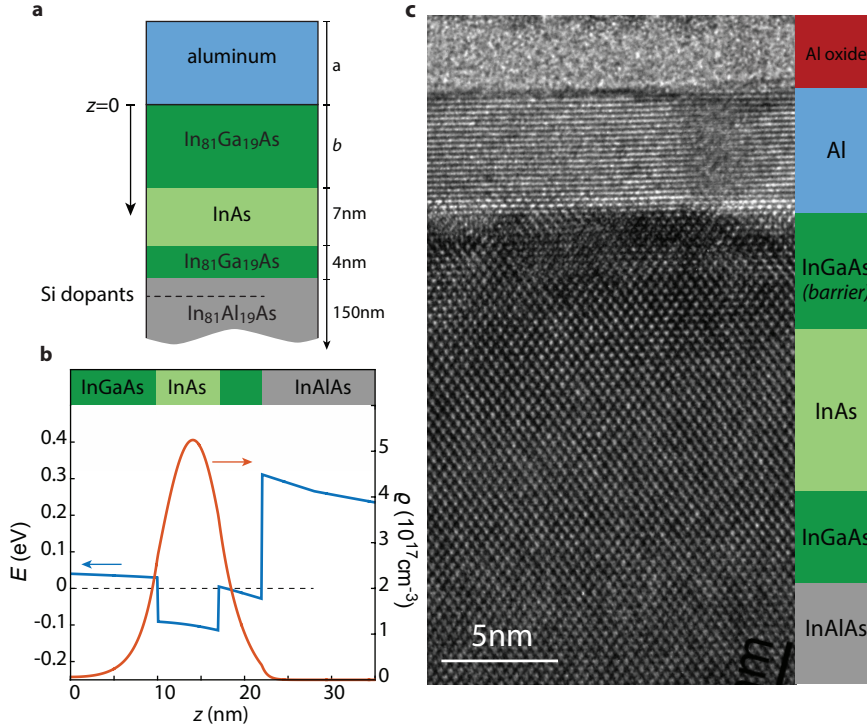 a
aluminum
a
z=0
In₈₁Ga₁₉As
b
InAs
7nm
In₈₁Ga₁₉As
4nm
Si dopants
In₈₁Al₁₉As
150nm
b
InGaAs
InAs
InAlAs
0.4
0.3
0.2
0.1
0
-0.1
-0.2
E (eV)
5
4
3
2
1
0
ϱ (10¹⁷cm⁻³)
0
10
20
30
z (nm)
c
Al oxide
Al
InGaAs
(barrier)
InAs
InGaAs
InAlAs
5nm